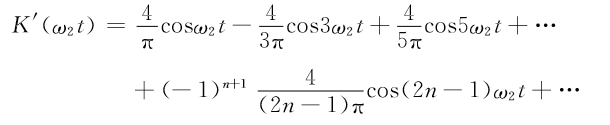 K′(ω₂t) = 4/π cosω₂t − 4/3π cos3ω₂t + 4/5π cos5ω₂t + ⋯
+ (−1)ⁿ⁺¹ 4/(2n−1)π cos(2n−1)ω₂t + ⋯